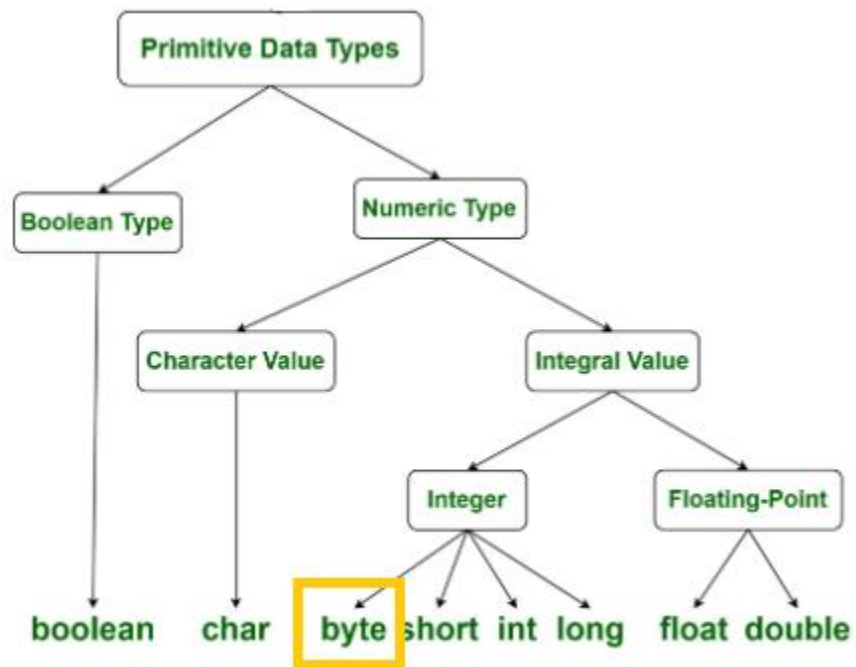 Primitive Data Types
Boolean Type
Numeric Type
Character Value
Integral Value
Integer
Floating-Point
boolean char byte short int long float double